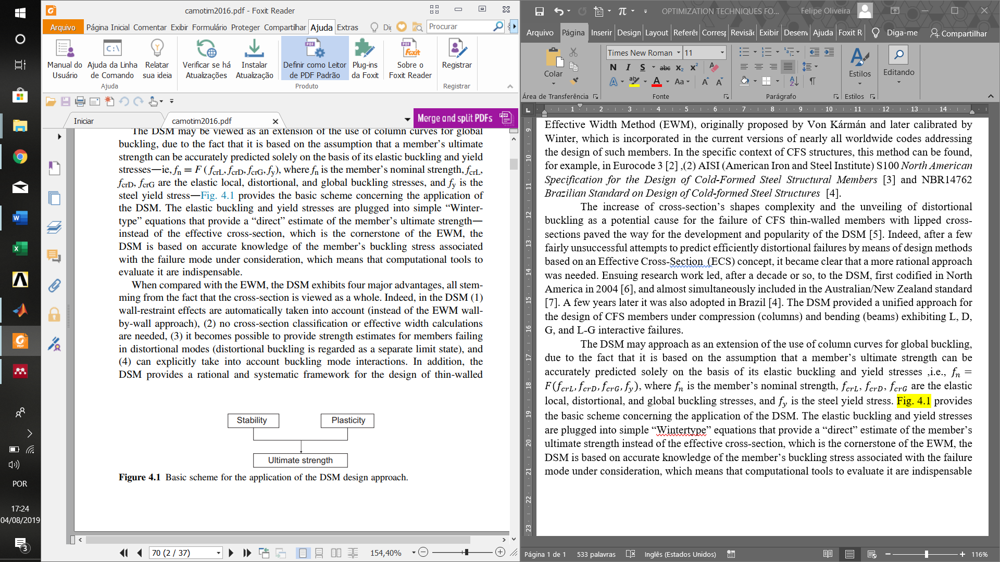 camotim2016.pdf - Foxit Reader
Arquivo Página Inicial Comentar Exibir Formulário Proteger Compartilhar Ajuda Extras Procurar
Manual do Usuário
Ajuda da Linha de Comando
Relatar sua ideia
Verificar se há Atualizações
Instalar Atualização
Definir como Leitor de PDF Padrão
Plug-ins da Foxit
Sobre o Foxit Reader
Registrar
Ajuda Produto Registrar
Iniciar camotim2016.pdf
Merge and split PDFs
The DSM may be viewed as an extension of the use of column curves for global
buckling, due to the fact that it is based on the assumption that a member’s ultimate
strength can be accurately predicted solely on the basis of its elastic buckling and yield
stresses—ie, fn = F ( fcrL, fcrD, fcrG, fy), where fn is the member’s nominal strength, fcrL,
fcrD, fcrG are the elastic local, distortional, and global buckling stresses, and fy is the
steel yield stress—Fig. 4.1 provides the basic scheme concerning the application of
the DSM. The elastic buckling and yield stresses are plugged into simple “Winter-
type” equations that provide a “direct” estimate of the member’s ultimate strength—
instead of the effective cross-section, which is the cornerstone of the EWM, the
DSM is based on accurate knowledge of the member’s buckling stress associated
with the failure mode under consideration, which means that computational tools to
evaluate it are indispensable.
When compared with the EWM, the DSM exhibits four major advantages, all stem-
ming from the fact that the cross-section is viewed as a whole. Indeed, in the DSM (1)
wall-restraint effects are automatically taken into account (instead of the EWM wall-
by-wall approach), (2) no cross-section classification or effective width calculations
are needed, (3) it becomes possible to provide strength estimates for members failing
in distortional modes (distortional buckling is regarded as a separate limit state), and
(4) can explicitly take into account buckling mode interactions. In addition, the
DSM provides a rational and systematic framework for the design of thin-walled
Stability Plasticity
Ultimate strength
Figure 4.1 Basic scheme for the application of the DSM design approach.
70 (2 / 37) 154,40%
POR
17:24
04/08/2019
3
OPTIMIZATION TECHNIQUES FO... Felipe Oliveira
Arquivo Página Inserir Design Layout Referêr Corresp Revisão Exibir Desenv Ajuda Foxit R Diga-me Compartilhar
Colar
Times New Roman 11
N I S abc x₂ x²
Aa
Estilos
Editando
Área de Transferência Fonte Parágrafo Estilos
1 2 3 4 5 6 7 8 9 10 11 12 13 14
9
10
11
12
13
14
15
16
17
18
19
20
21
22
23
Effective Width Method (EWM), originally proposed by Von Kármán and later calibrated by
Winter, which is incorporated in the current versions of nearly all worldwide codes addressing
the design of such members. In the specific context of CFS structures, this method can be found,
for example, in Eurocode 3 [2] ,(2) AISI (American Iron and Steel Institute) S100 North American
Specification for the Design of Cold-Formed Steel Structural Members [3] and NBR14762
Brazilian Standard on Design of Cold-formed Steel Structures [4].
The increase of cross-section’s shapes complexity and the unveiling of distortional
buckling as a potential cause for the failure of CFS thin-walled members with lipped cross-
sections paved the way for the development and popularity of the DSM [5]. Indeed, after a few
fairly unsuccessful attempts to predict efficiently distortional failures by means of design methods
based on an Effective Cross-Section (ECS) concept, it became clear that a more rational approach
was needed. Ensuing research work led, after a decade or so, to the DSM, first codified in North
America in 2004 [6], and almost simultaneously included in the Australian/New Zealand standard
[7]. A few years later it was also adopted in Brazil [4]. The DSM provided a unified approach for
the design of CFS members under compression (columns) and bending (beams) exhibiting L, D,
G, and L-G interactive failures.
The DSM may approach as an extension of the use of column curves for global buckling,
due to the fact that it is based on the assumption that a member’s ultimate strength can be
accurately predicted solely on the basis of its elastic buckling and yield stresses ,i.e., fn =
F(fcrL, fcrD, fcrG, fy), where fn is the member’s nominal strength, fcrL, fcrD, fcrG are the elastic
local, distortional, and global buckling stresses, and fy is the steel yield stress. Fig. 4.1 provides
the basic scheme concerning the application of the DSM. The elastic buckling and yield stresses
are plugged into simple “Wintertype” equations that provide a “direct” estimate of the member’s
ultimate strength instead of the effective cross-section, which is the cornerstone of the EWM, the
DSM is based on accurate knowledge of the member’s buckling stress associated with the failure
mode under consideration, which means that computational tools to evaluate it are indispensable
Página 1 de 1 533 palavras Inglês (Estados Unidos) 116%